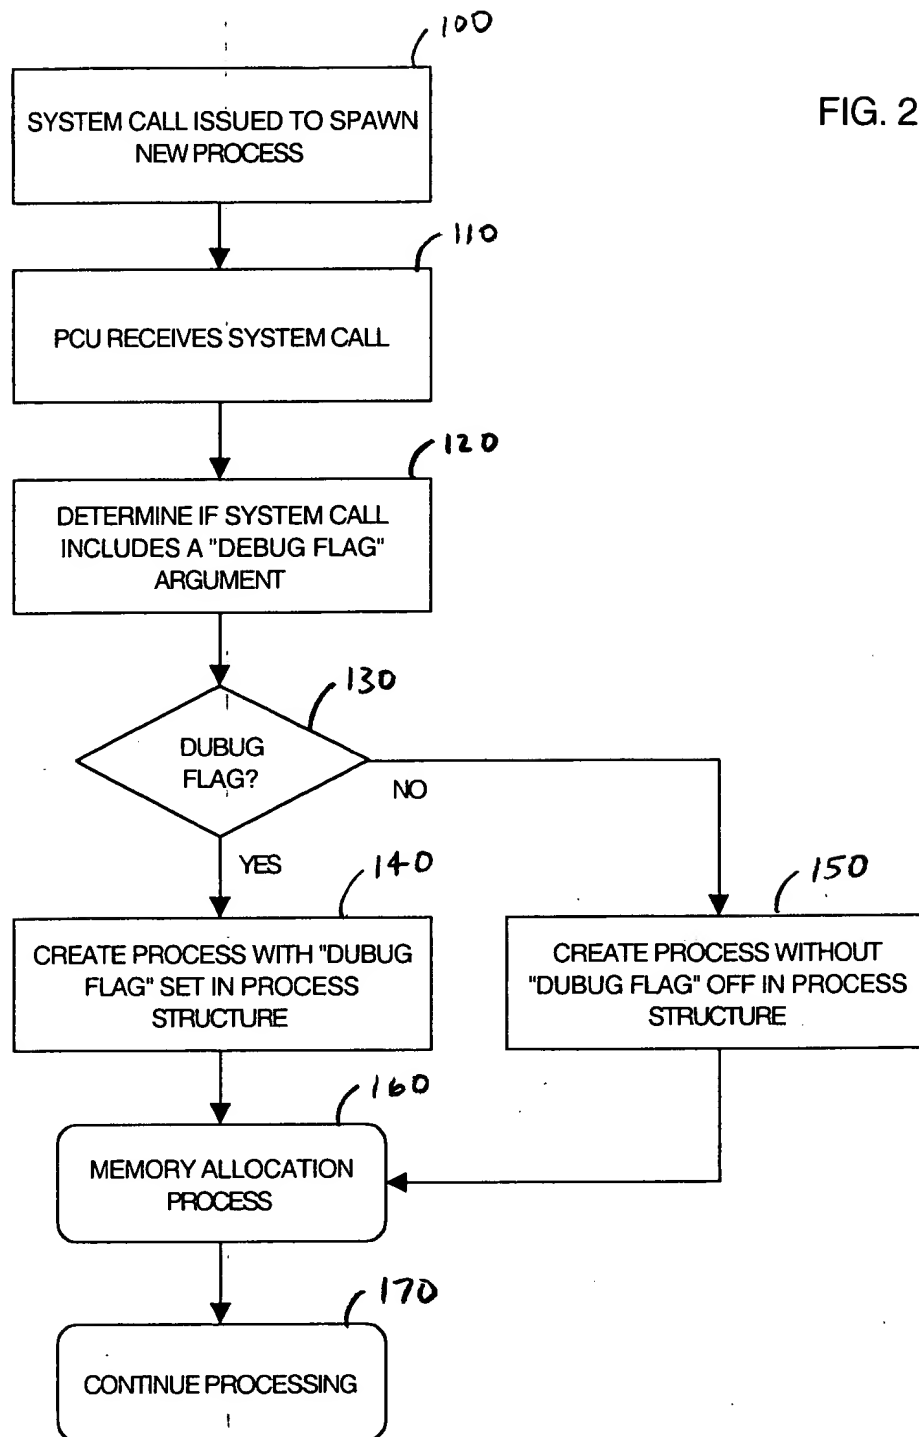 100
FIG. 2
SYSTEM CALL ISSUED TO SPAWN
NEW PROCESS
110
PCU RECEIVES SYSTEM CALL
120
DETERMINE IF SYSTEM CALL
INCLUDES A "DEBUG FLAG"
ARGUMENT
130
DUBUG
FLAG?
NO
YES
140
150
CREATE PROCESS WITH "DUBUG
FLAG" SET IN PROCESS
STRUCTURE
CREATE PROCESS WITHOUT
"DUBUG FLAG" OFF IN PROCESS
STRUCTURE
160
MEMORY ALLOCATION
PROCESS
170
CONTINUE PROCESSING